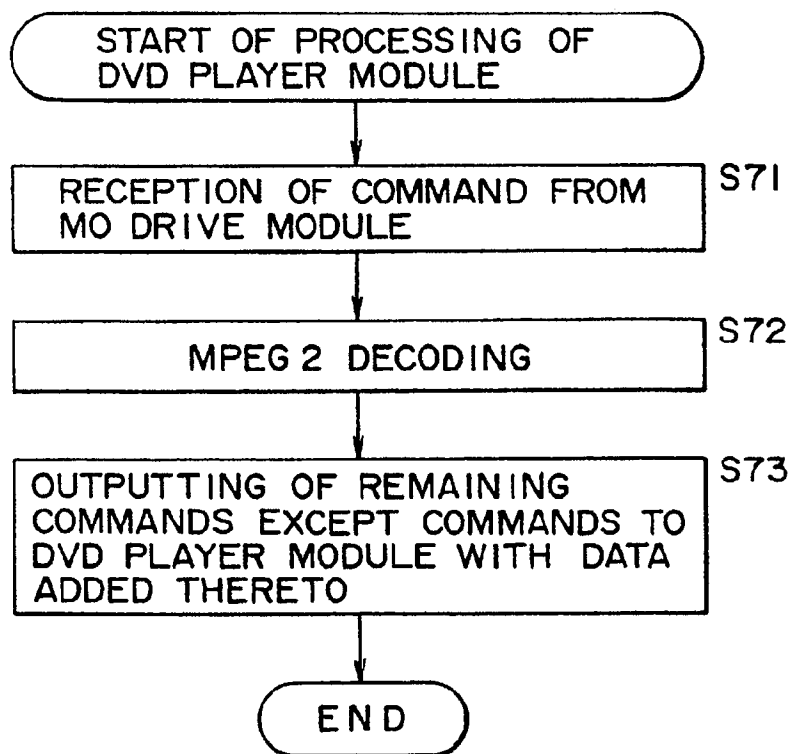 START OF PROCESSING OF
DVD PLAYER MODULE
S71
RECEPTION OF COMMAND FROM
MO DRIVE MODULE
S72
MPEG 2 DECODING
S73
OUTPUTTING OF REMAINING
COMMANDS EXCEPT COMMANDS TO
DVD PLAYER MODULE WITH DATA
ADDED THERETO
END